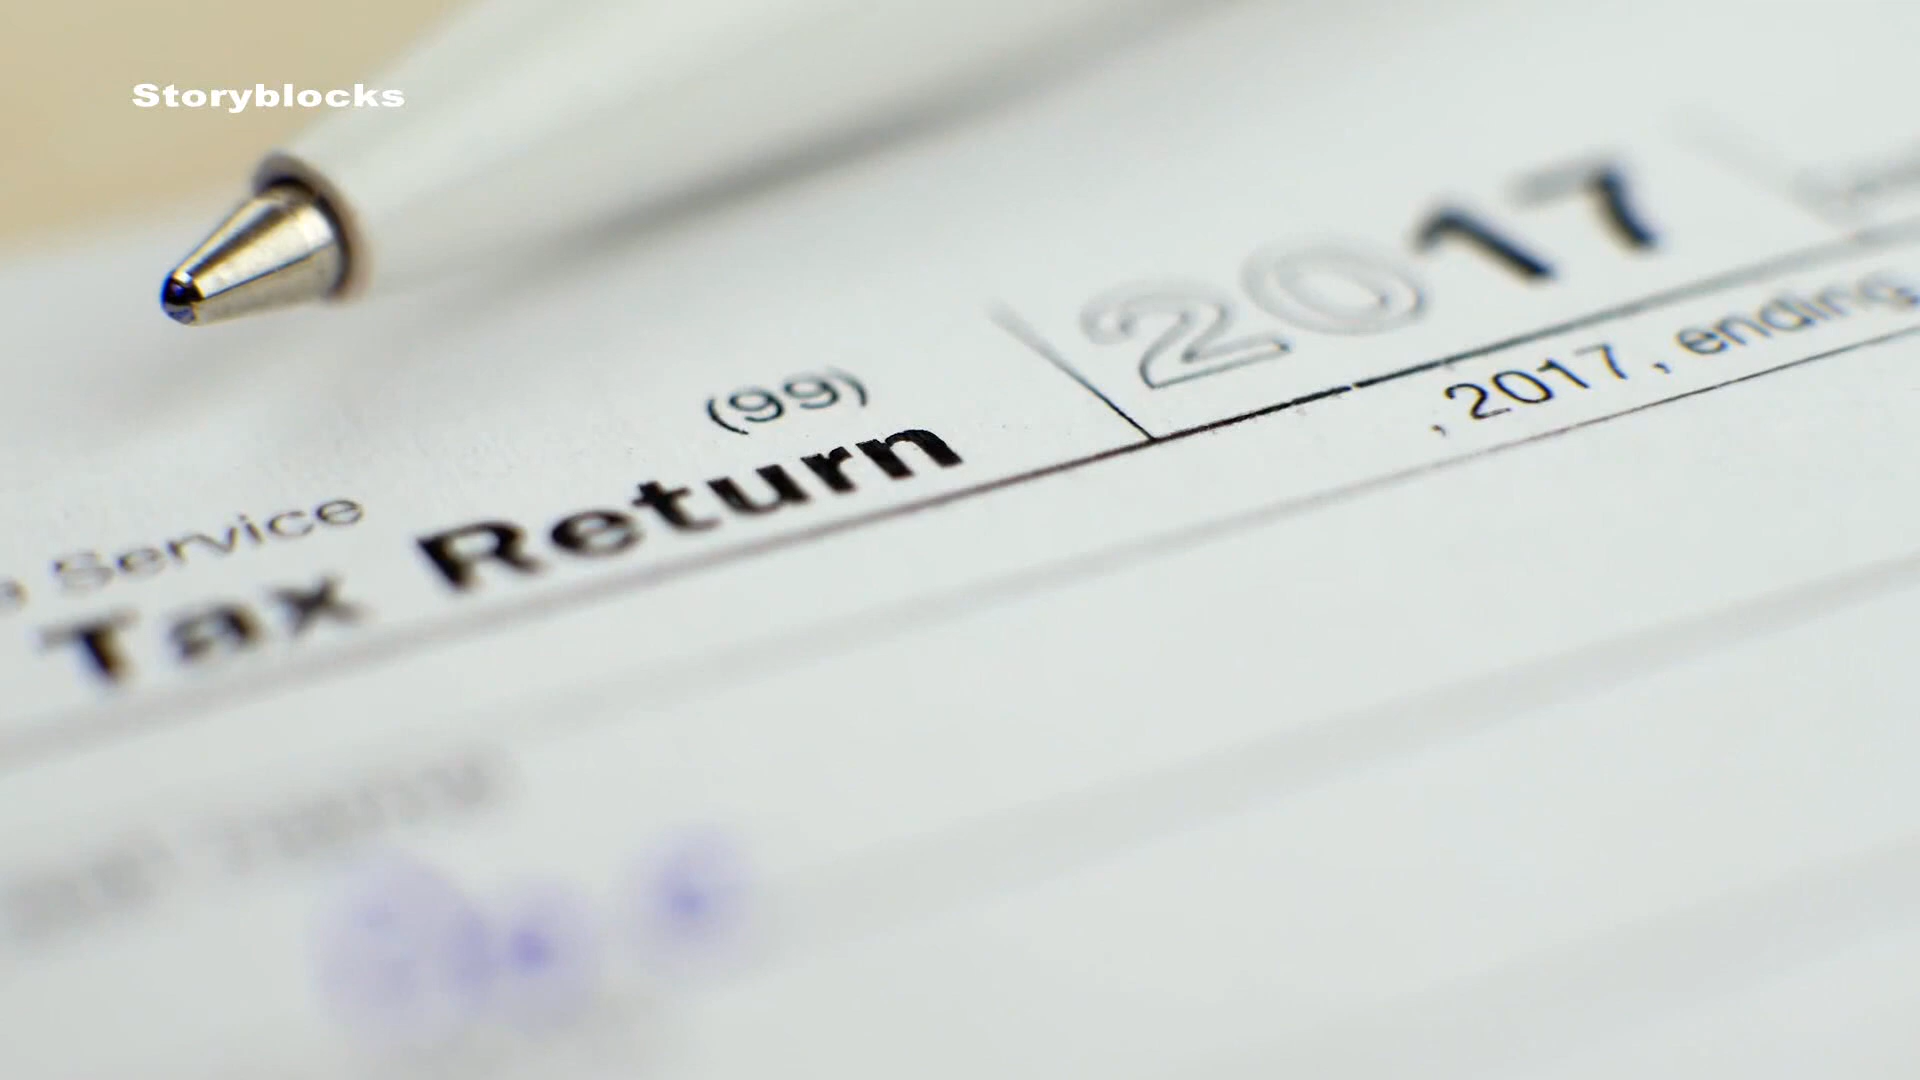 Storyblocks
Service
(99)
Tax Return
2017
, 2017, ending